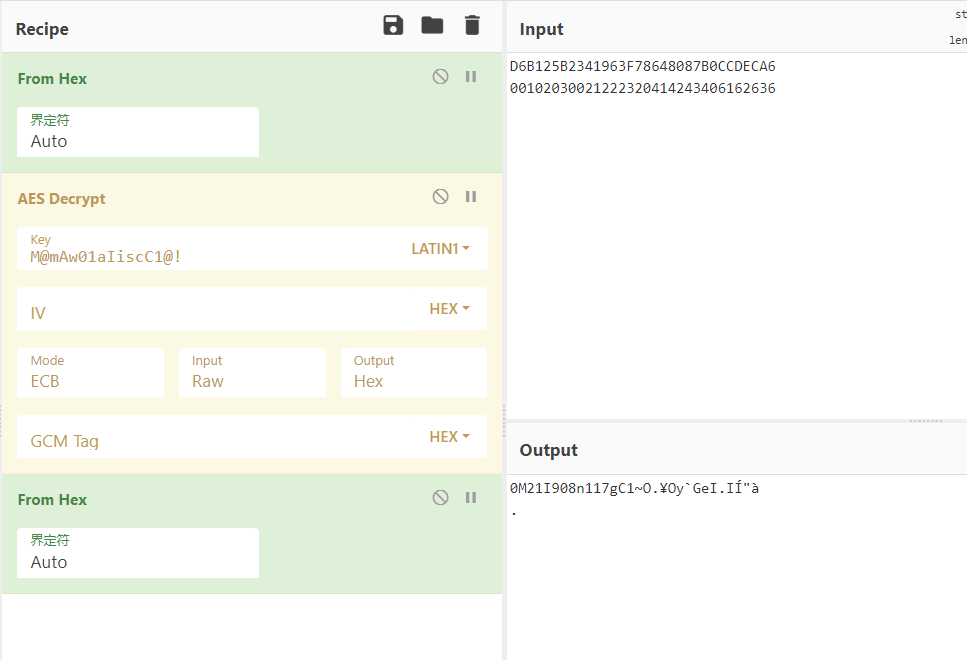 Recipe
From Hex
界定符
Auto
AES Decrypt
Key
M@mAw01aIiscC1@!
LATIN1
IV
HEX
Mode
ECB
Input
Raw
Output
Hex
GCM Tag
HEX
From Hex
界定符
Auto
Input
st
len
D6B125B2341963F78648087B0CCDECA6
00102030021222320414243406162636
Output
0M21I908n117gC1~O.¥Oy`GeI.IÍ"à
.